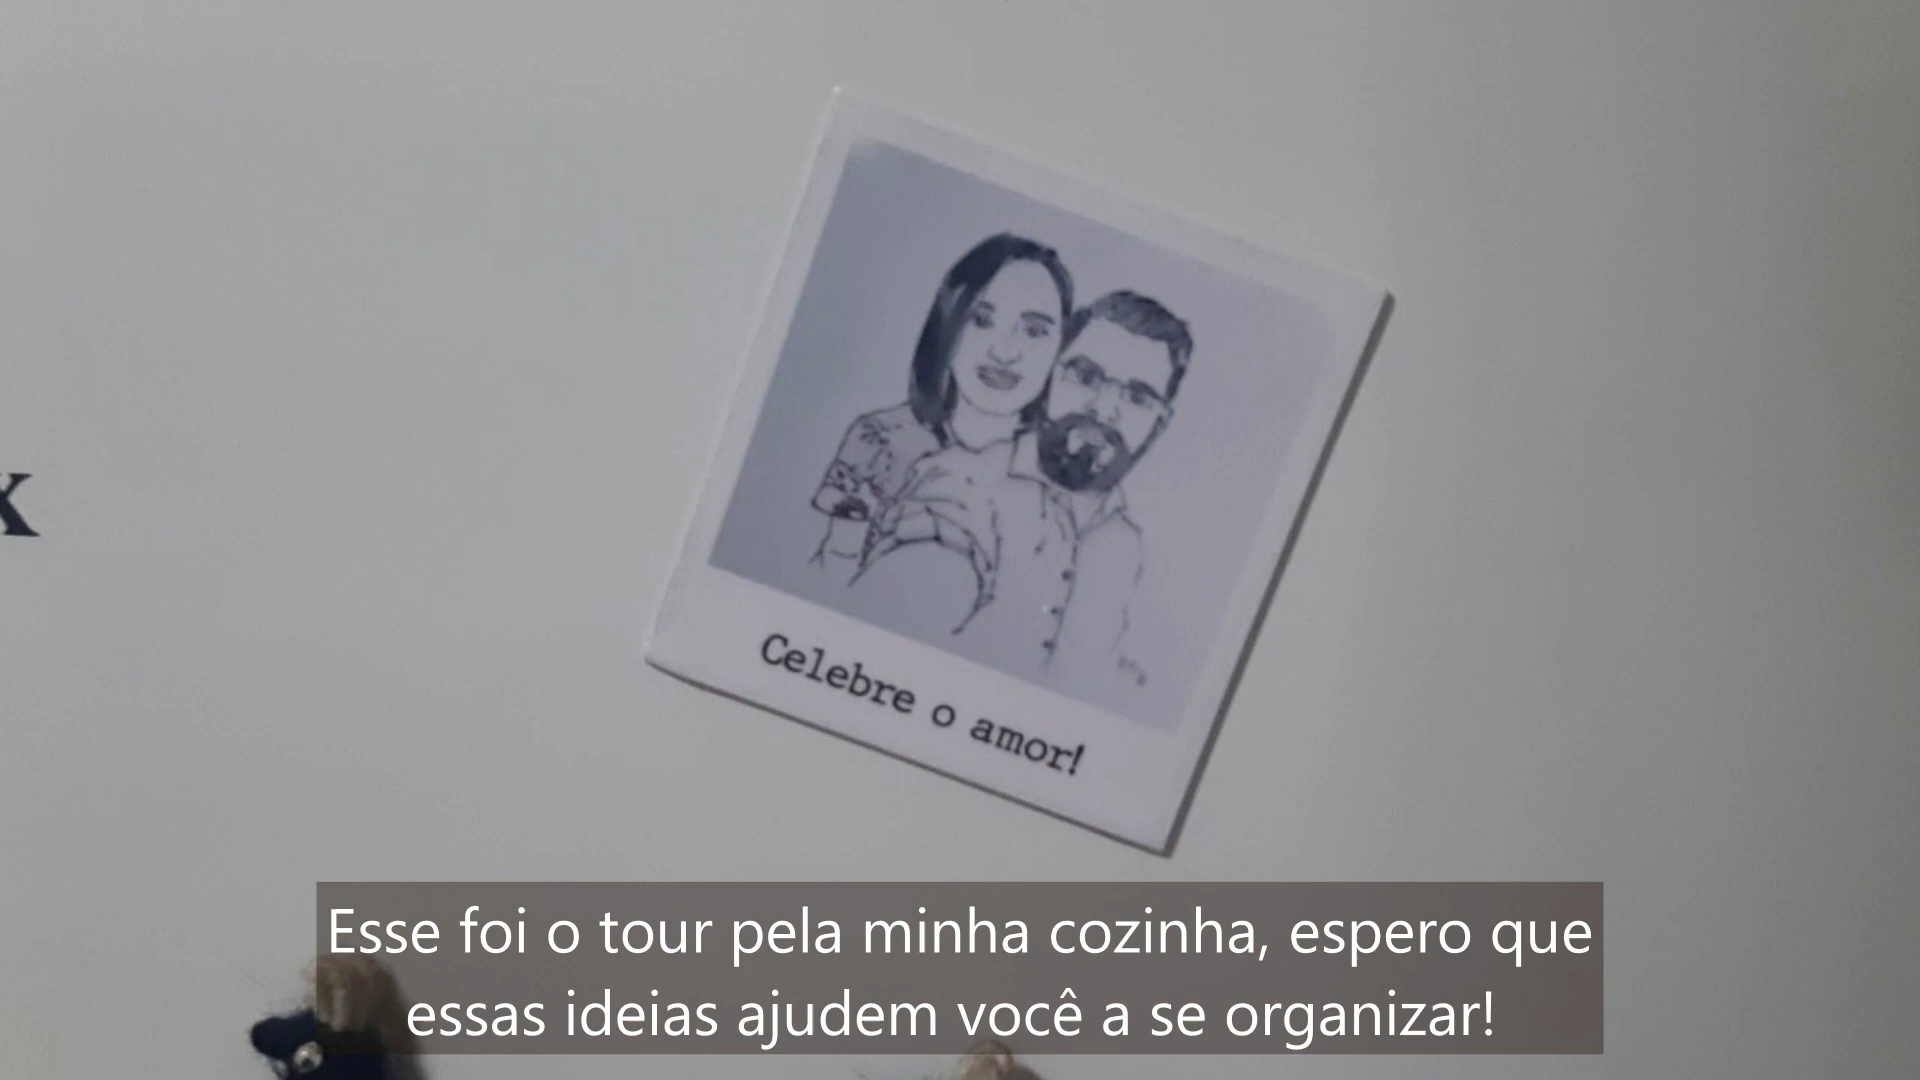 x
Celebre o amor!
Esse foi o tour pela minha cozinha, espero que
essas ideias ajudem você a se organizar!